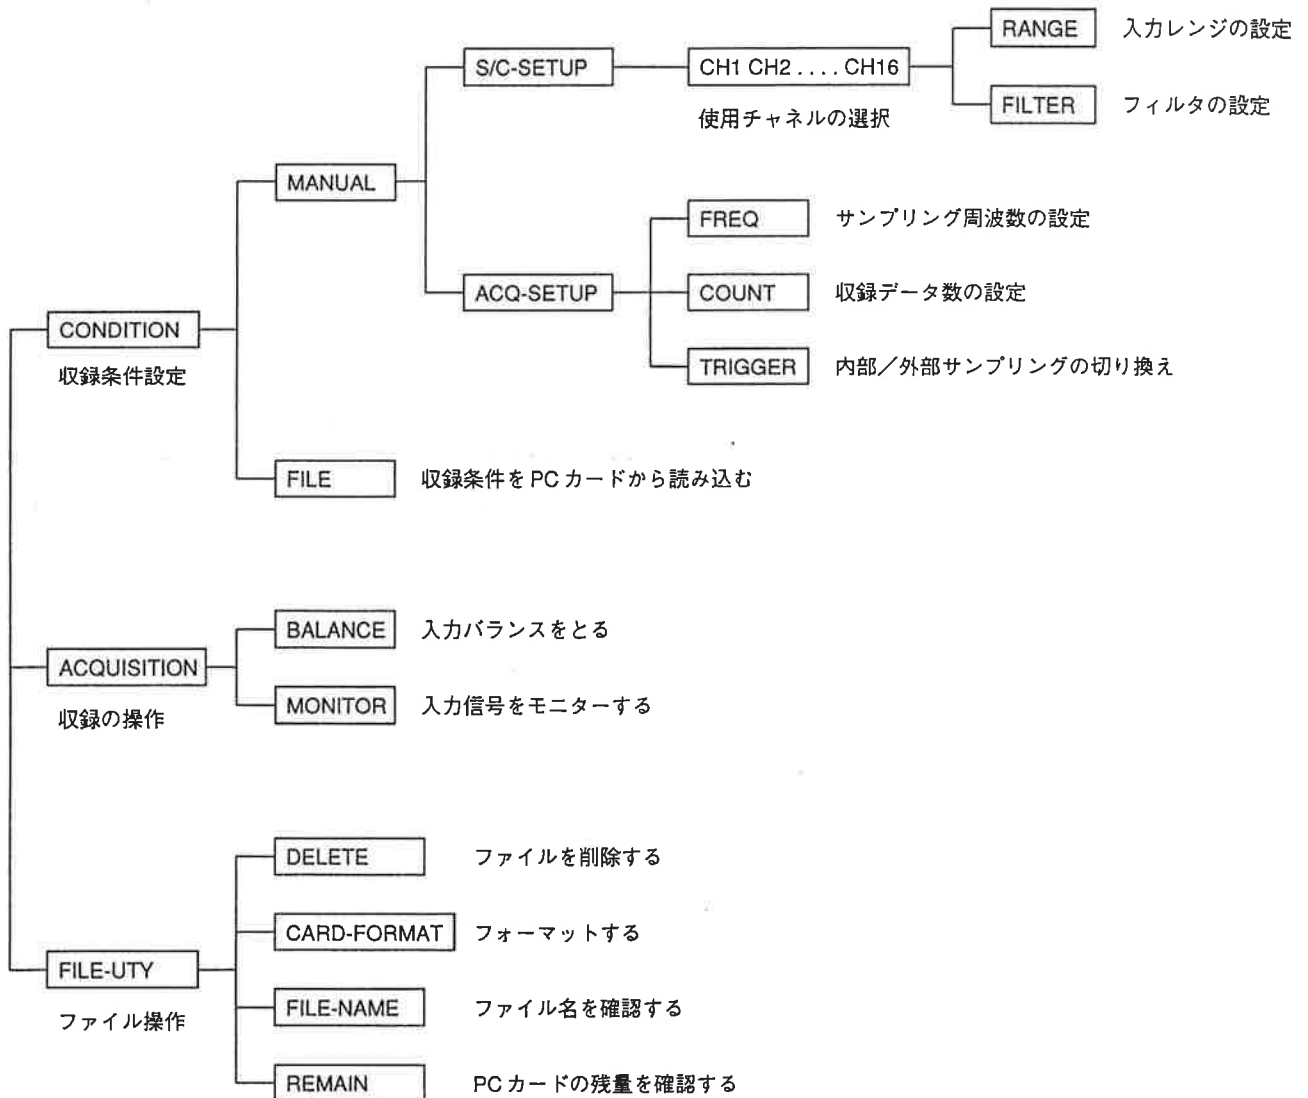 RANGE 入力レンジの設定
S/C-SETUP CH1 CH2 . . . . CH16
使用チャネルの選択
FILTER フィルタの設定
MANUAL
FREQ サンプリング周波数の設定
ACQ-SETUP COUNT 収録データ数の設定
CONDITION
収録条件設定
TRIGGER 内部／外部サンプリングの切り換え
FILE 収録条件をPCカードから読み込む
BALANCE 入力バランスをとる
ACQUISITION
収録の操作
MONITOR 入力信号をモニターする
DELETE ファイルを削除する
CARD-FORMAT フォーマットする
FILE-UTY
ファイル操作
FILE-NAME ファイル名を確認する
REMAIN PCカードの残量を確認する